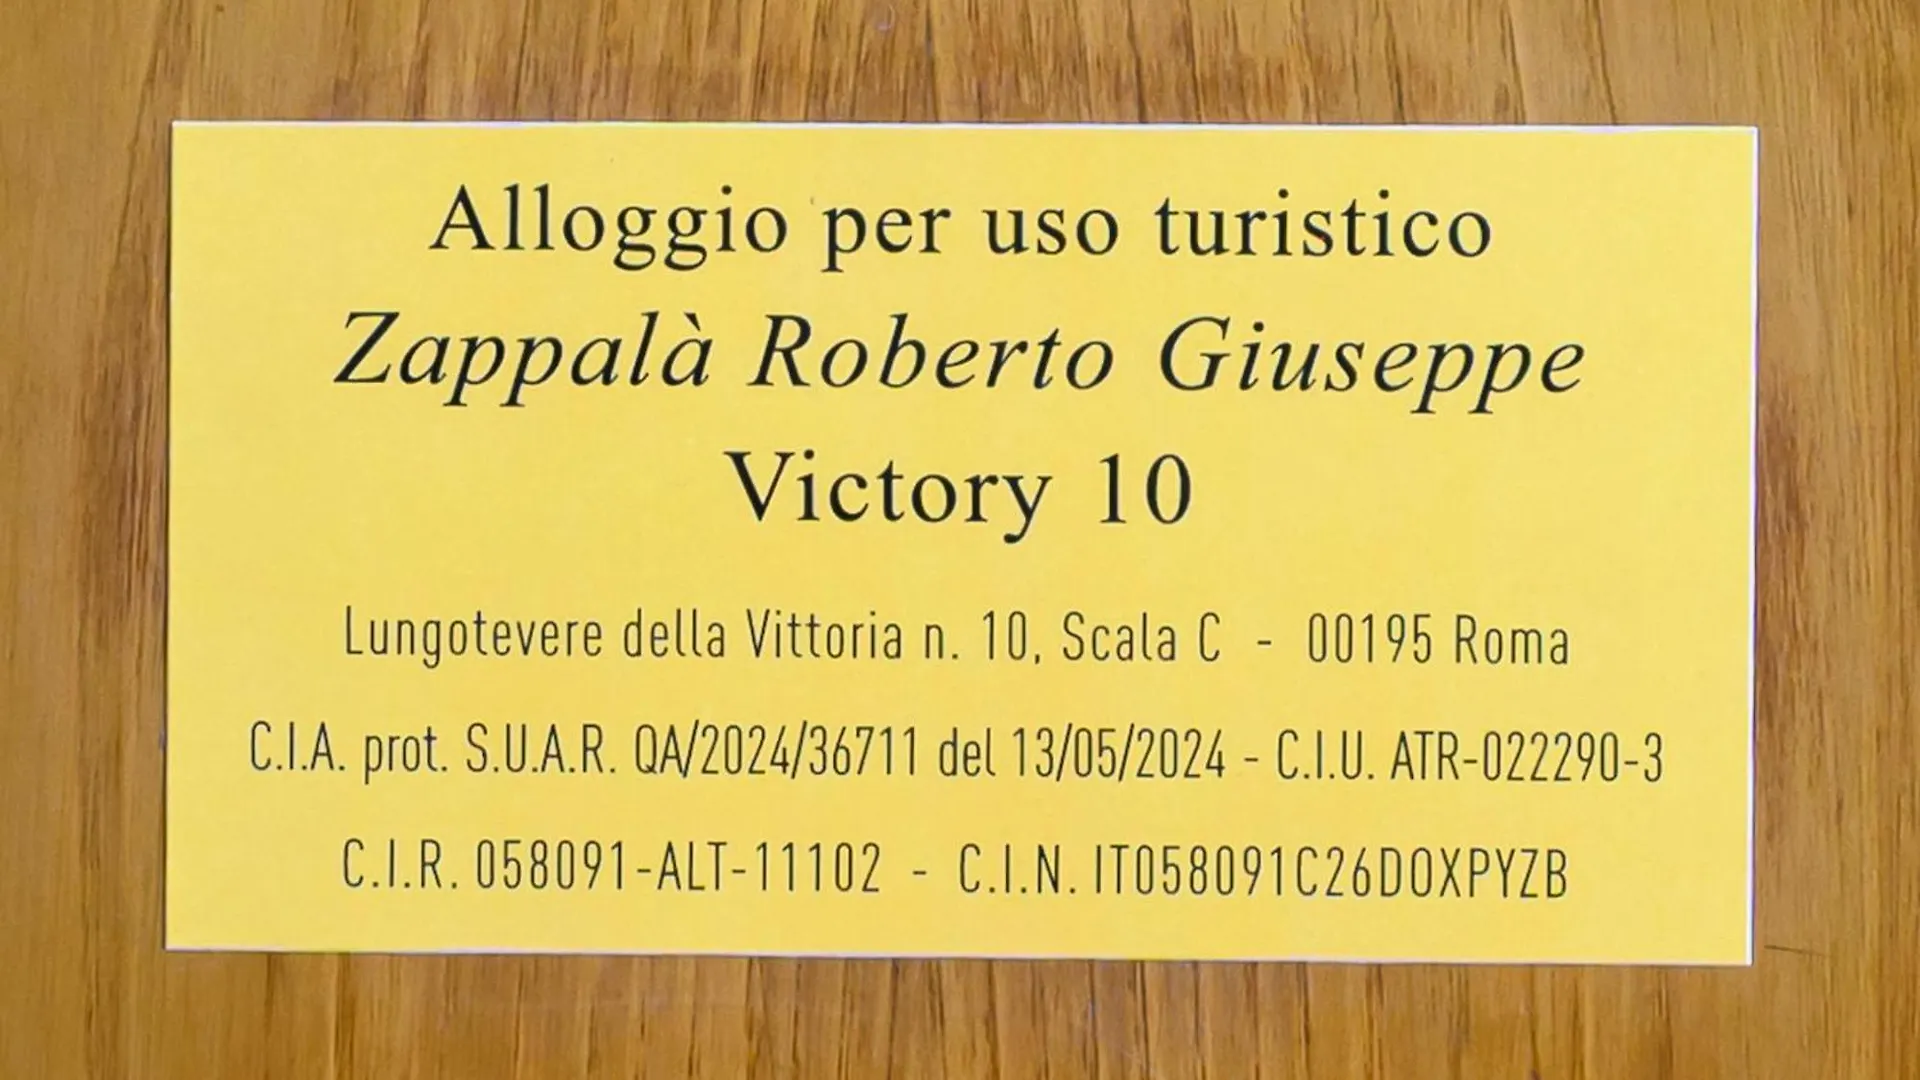 Alloggio per uso turistico
Zappalà Roberto Giuseppe
Victory 10
Lungotevere della Vittoria n. 10, Scala C - 00195 Roma
C.I.A. prot. S.U.A.R. QA/2024/36711 del 13/05/2024 - C.I.U. ATR-022290-3
C.I.R. 058091-ALT-11102 - C.I.N. IT058091C26DOXPYZB